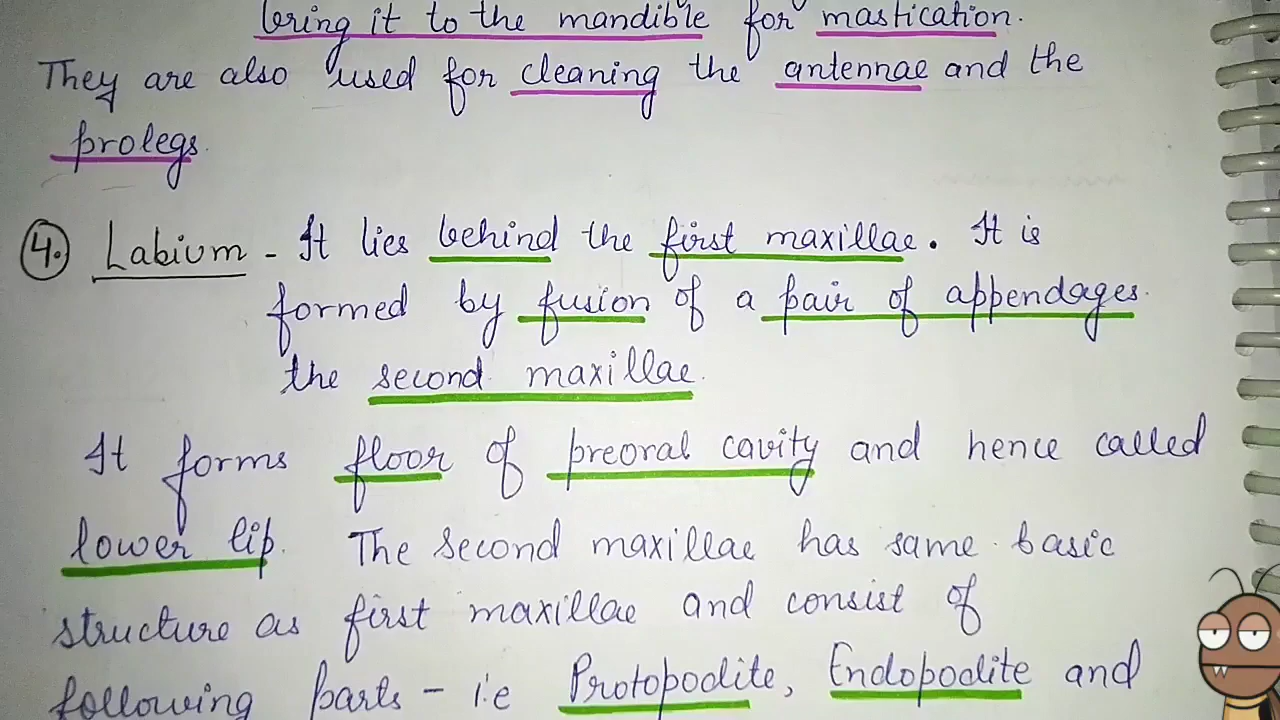 bring it to the mandible for mastication.
They are also used for cleaning the antennae and the
prolegs.
4. Labium - It lies behind the first maxillae. It is
formed by fusion of a pair of appendages.
the second maxillae.
It forms floor of preoral cavity and hence called
lower lip. The second maxillae has same basic
structure as first maxillae and consist of
following parts - i.e Protopodite, Endopodite and